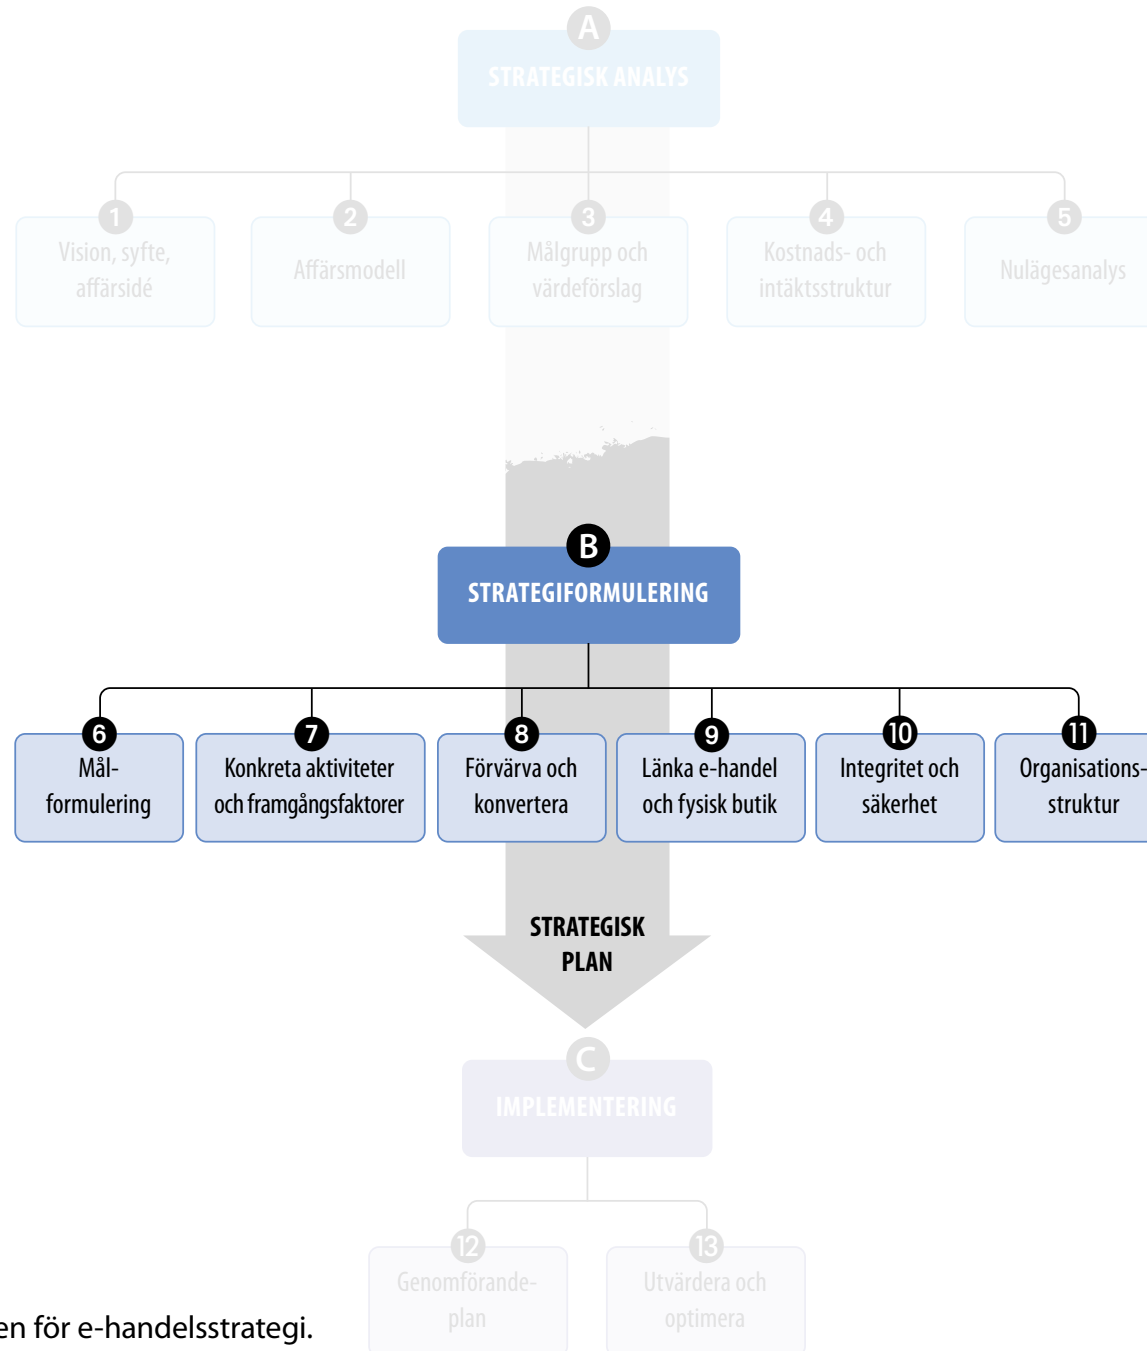 A
STRATEGISK ANALYS
1
Vision, syfte,
affärsidé
2
Affärsmodell
3
Målgrupp och
värdeförslag
4
Kostnads- och
intäktsstruktur
5
Nulägesanalys
B
STRATEGIFORMULERING
6
Mål-
formulering
7
Konkreta aktiviteter
och framgångsfaktorer
8
Förvärva och
konvertera
9
Länka e-handel
och fysisk butik
10
Integritet och
säkerhet
11
Organisations-
struktur
STRATEGISK
PLAN
C
IMPLEMENTERING
12
Genomförande-
plan
13
Utvärdera och
optimera
en för e-handelsstrategi.